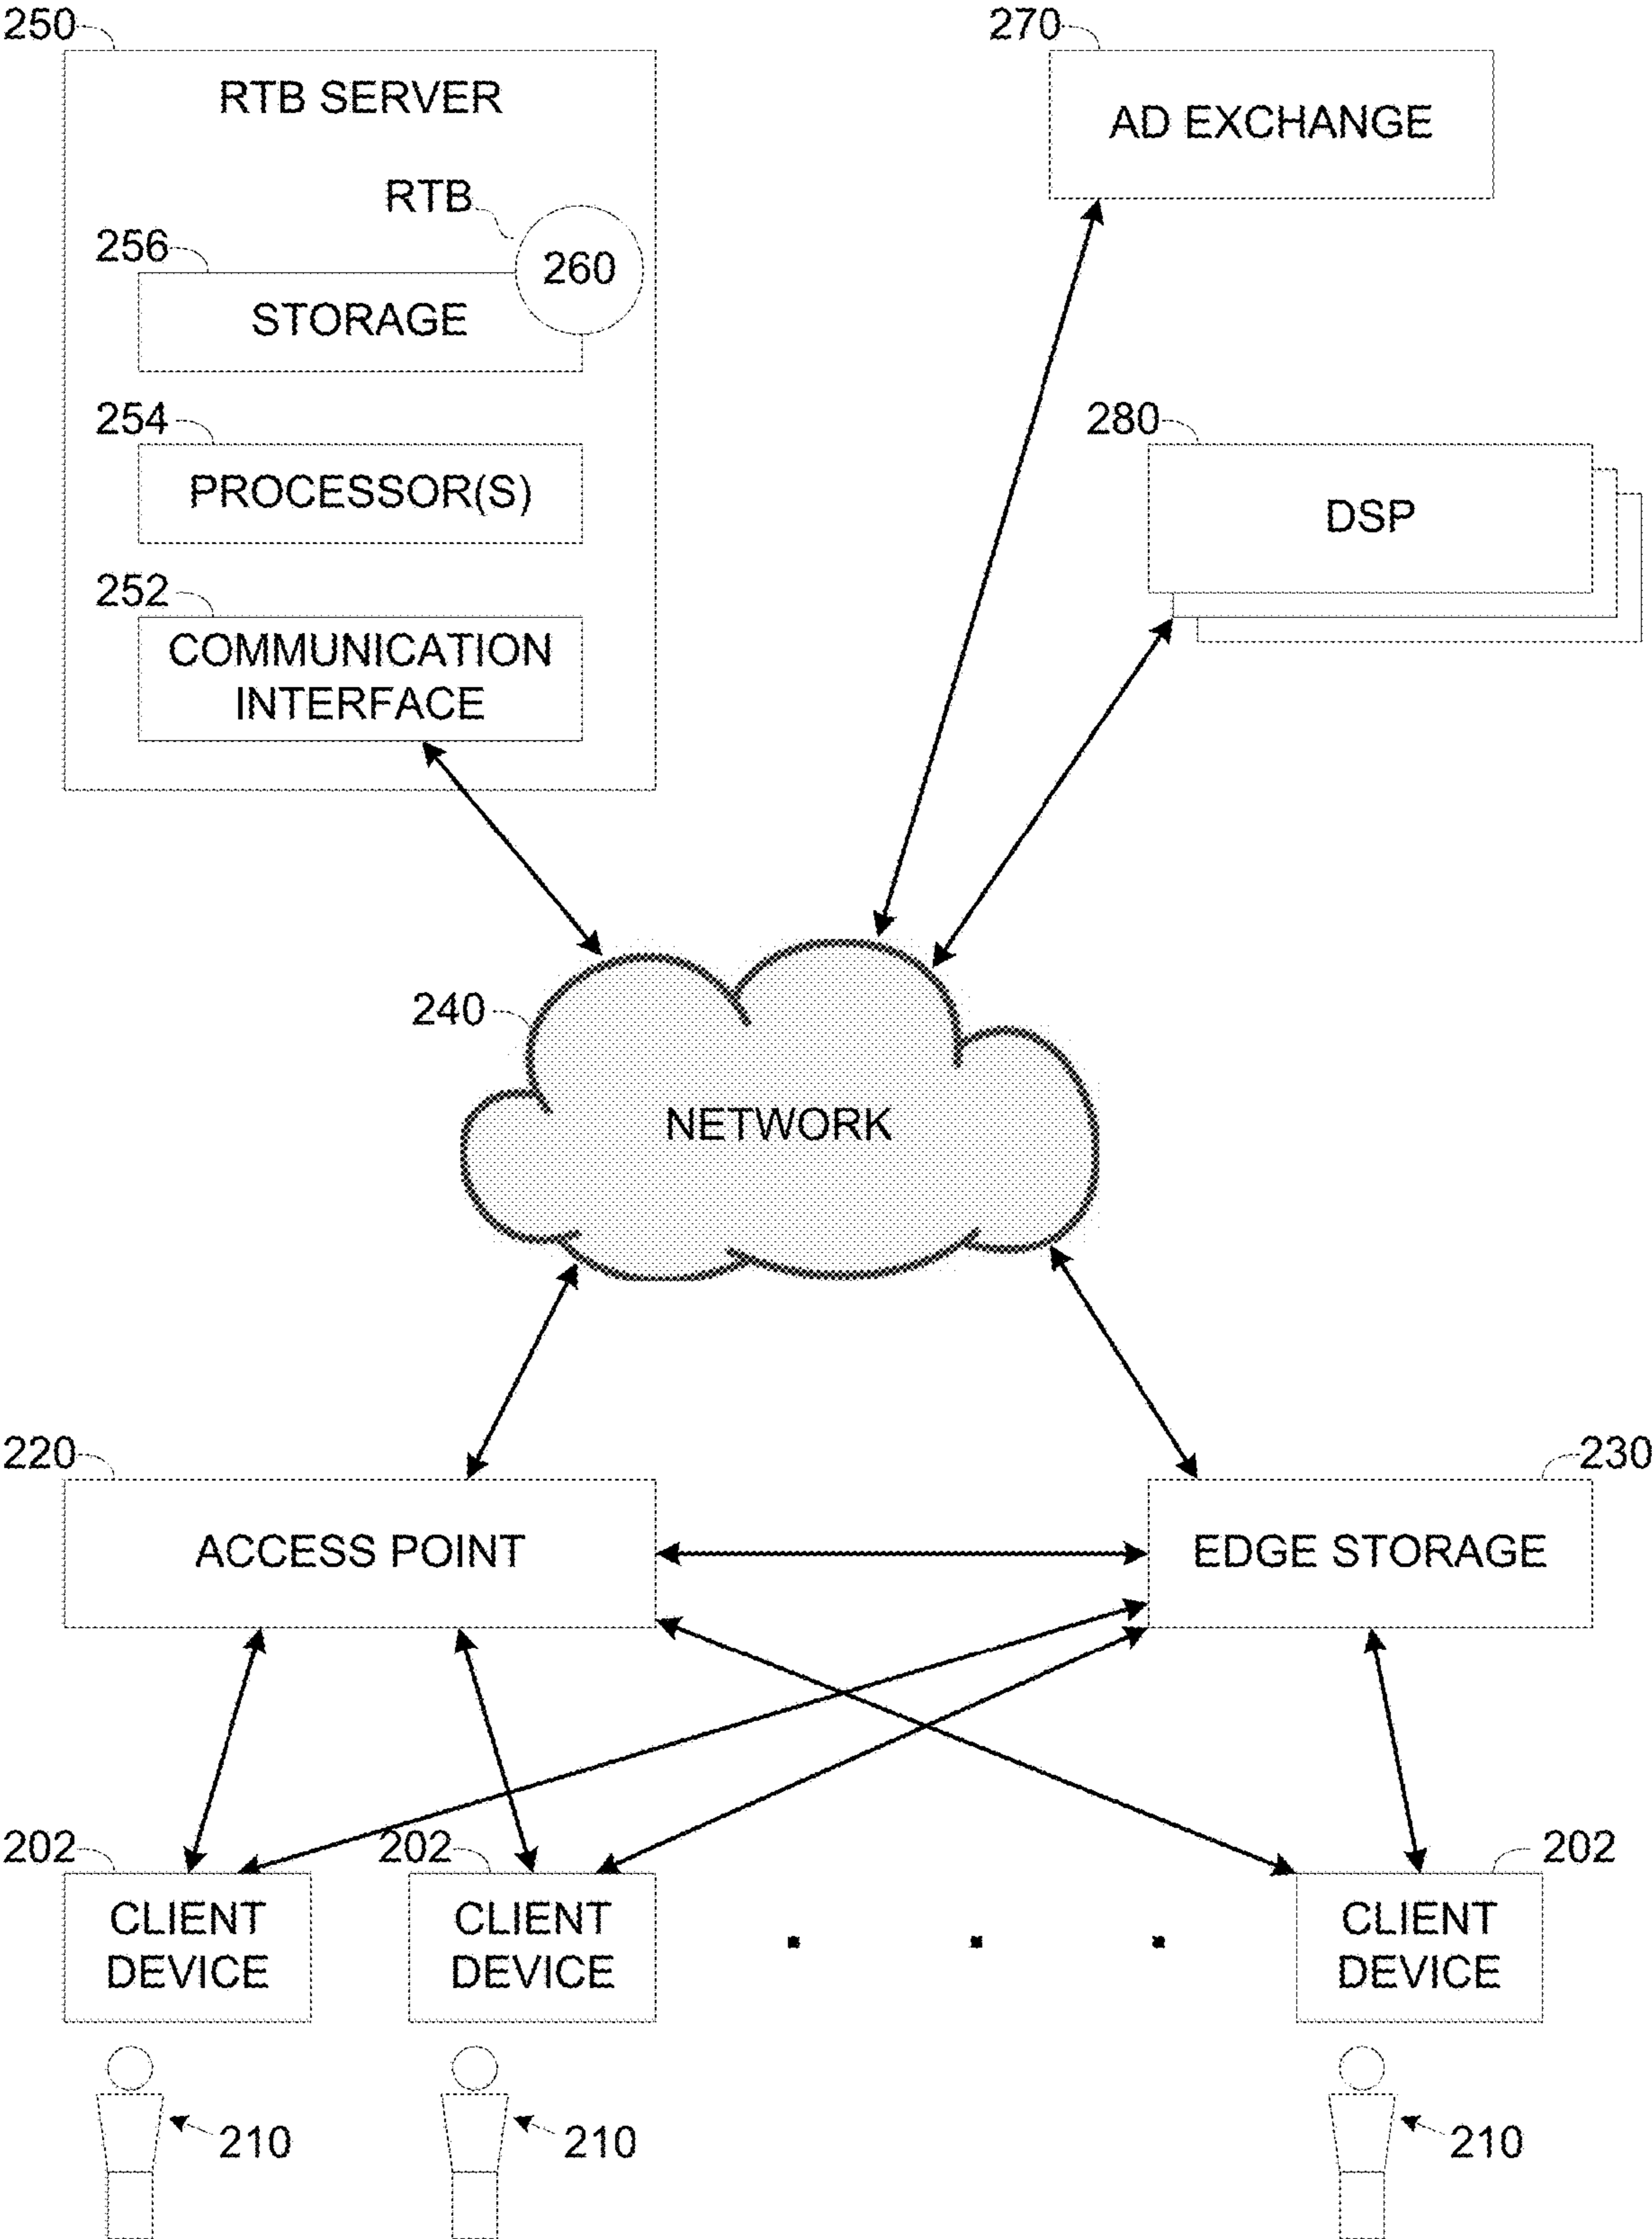 250
270
RTB SERVER
AD EXCHANGE
RTB
256
260
STORAGE
254
280
PROCESSOR(S)
DSP
252
COMMUNICATION
INTERFACE
240
NETWORK
220
230
ACCESS POINT
EDGE STORAGE
202
202
202
CLIENT
DEVICE
CLIENT
DEVICE
. . .
CLIENT
DEVICE
210
210
210